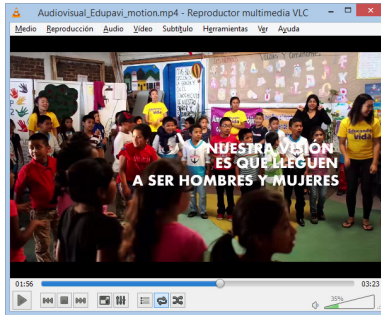 Audiovisual_Edupavi_motion.mp4 - Reproductor multimedia VLC
Medio Reproducción Audio Vídeo Subtítulo Herramientas Ver Ayuda
NUESTRA VISIÓN
ES QUE LLEGUEN
A SER HOMBRES Y MUJERES
vida
01:56
03:23
35%